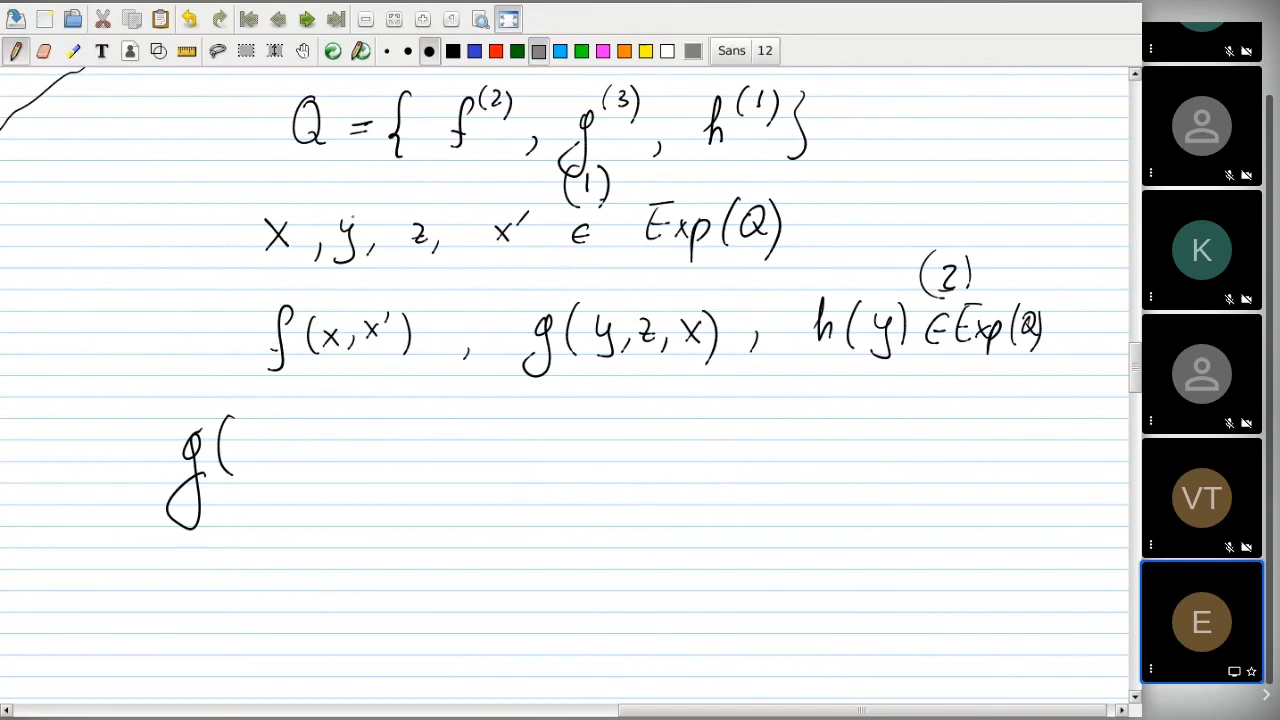 Sans 12
Q = { f^(2), g^(3), h^(1) }
x, y, z, x' ∈^(1) Exp(Q)
f(x, x'), g(y, z, x), h(y) ∈^(2) Exp(Q)
g(
K
VT
E